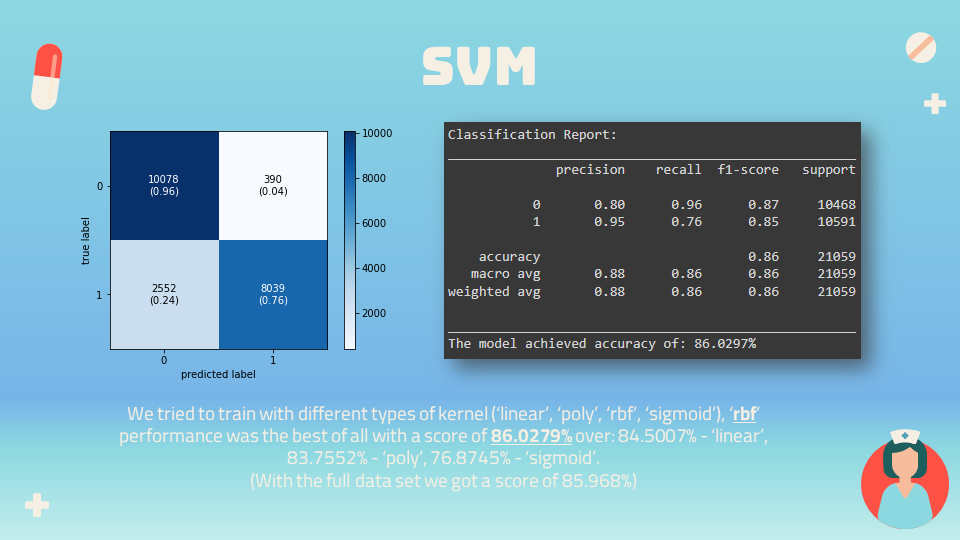 SVM
10078
(0.96)
390
(0.04)
2552
(0.24)
8039
(0.76)
0
1
true label
0 1
predicted label
10000
8000
6000
4000
2000
Classification Report:
precision recall f1-score support
0 0.80 0.96 0.87 10468
1 0.95 0.76 0.85 10591
accuracy 0.86 21059
macro avg 0.88 0.86 0.86 21059
weighted avg 0.88 0.86 0.86 21059
The model achieved accuracy of: 86.0297%
We tried to train with different types of kernel (‘linear’, ‘poly’, ‘rbf’, ‘sigmoid’), ‘rbf’
performance was the best of all with a score of 86.0279% over: 84.5007% - ‘linear’,
83.7552% - ‘poly’, 76.8745% - ‘sigmoid’.
(With the full data set we got a score of 85.968%)